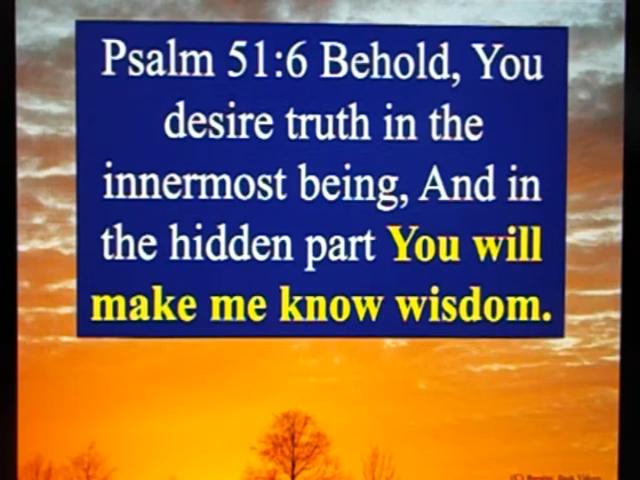 Psalm 51:6 Behold, You
desire truth in the
innermost being, And in
the hidden part You will
make me know wisdom.